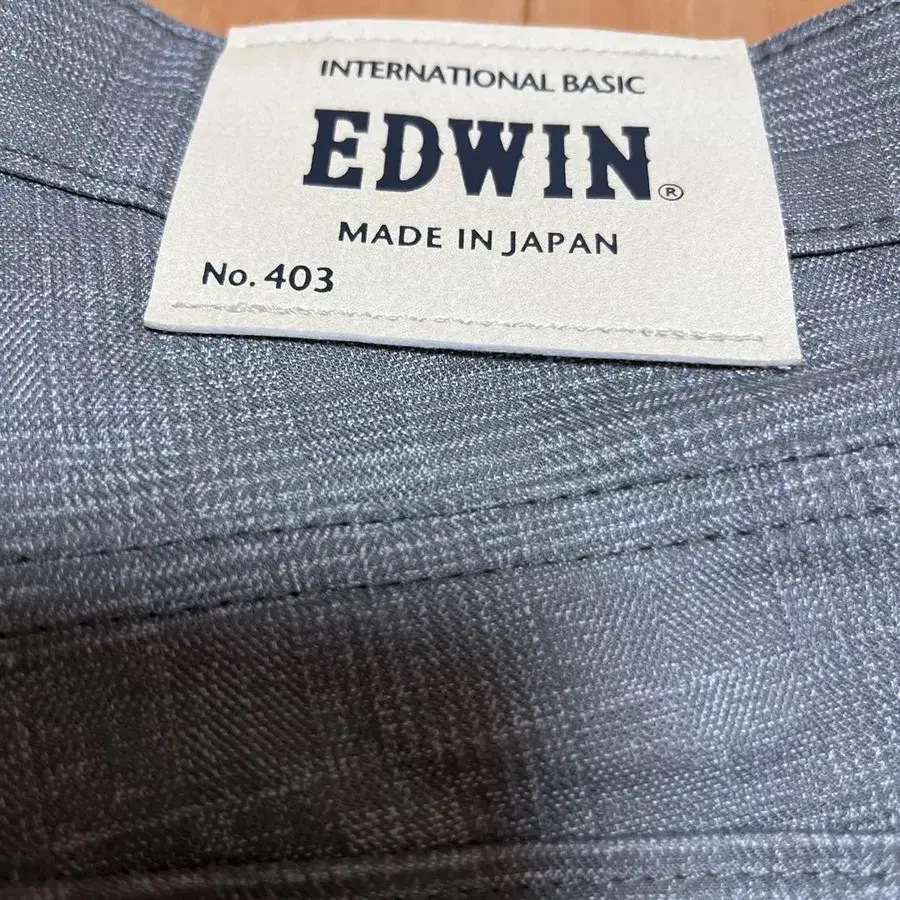 INTERNATIONAL BASIC
EDWIN®
MADE IN JAPAN
No. 403